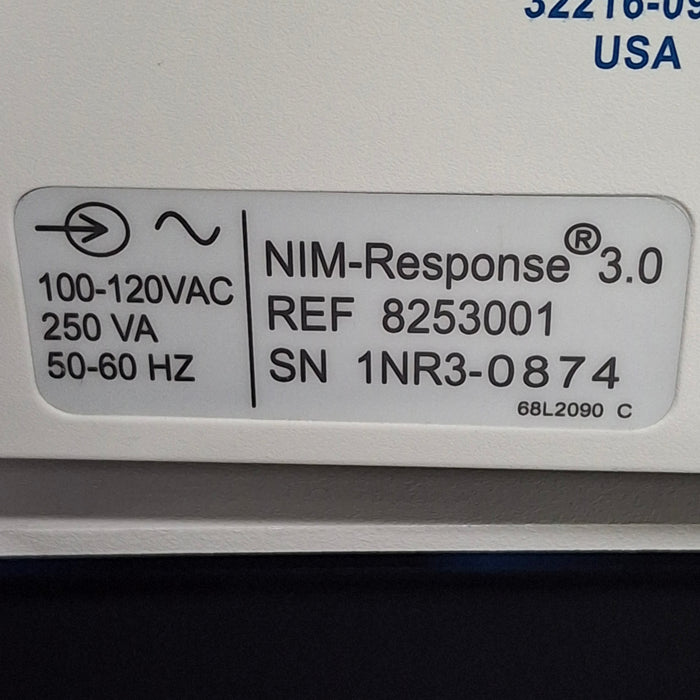 USA
100-120VAC
250 VA
50-60 HZ
NIM-Response® 3.0
REF 8253001
SN 1NR3-0874
68L2090 C